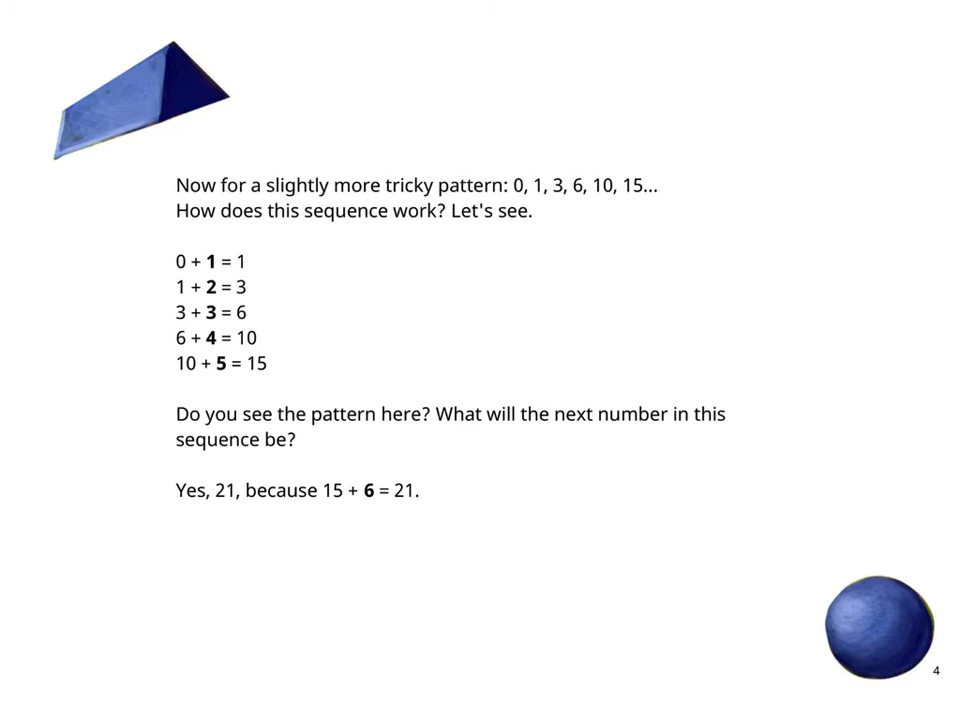 Now for a slightly more tricky pattern: 0, 1, 3, 6, 10, 15...
How does this sequence work? Let's see.
0 + 1 = 1
1 + 2 = 3
3 + 3 = 6
6 + 4 = 10
10 + 5 = 15
Do you see the pattern here? What will the next number in this
sequence be?
Yes, 21, because 15 + 6 = 21.
4